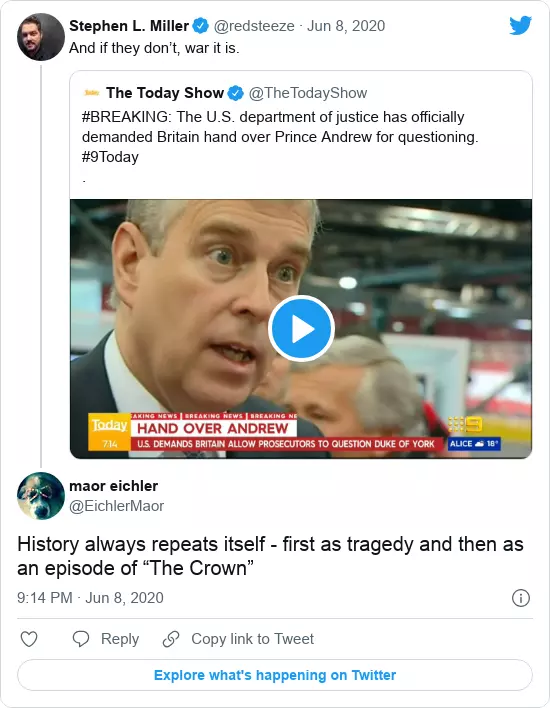 Stephen L. Miller @redsteeze · Jun 8, 2020
And if they don't, war it is.
The Today Show @TheTodayShow
#BREAKING: The U.S. department of justice has officially
demanded Britain hand over Prince Andrew for questioning.
#9Today
.
AKING NEWS | BREAKING NEWS | BREAKING NE
Today
HAND OVER ANDREW
7:14
U.S. DEMANDS BRITAIN ALLOW PROSECUTORS TO QUESTION DUKE OF YORK
9
ALICE 18°
maor eichler
@EichlerMaor
History always repeats itself - first as tragedy and then as
an episode of “The Crown”
9:14 PM · Jun 8, 2020
Reply
Copy link to Tweet
Explore what's happening on Twitter